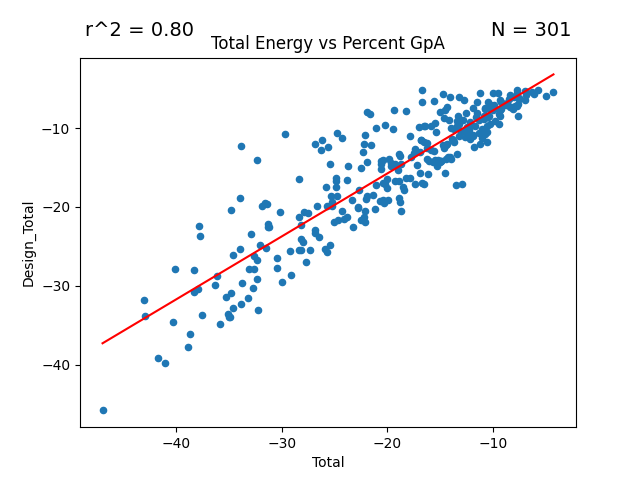 r^2 = 0.80
N = 301
Total Energy vs Percent GpA
Design_Total
−10
−20
−30
−40
−40
−30
−20
−10
Total